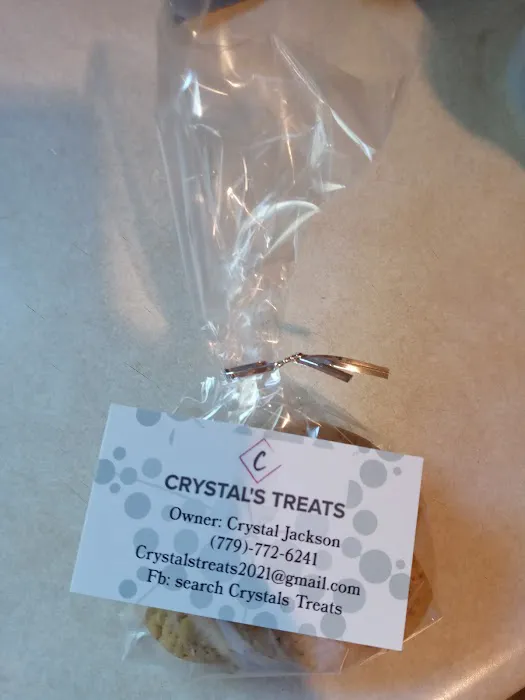 C
CRYSTAL'S TREATS
Owner: Crystal Jackson
(779)-772-6241
Crystalstreats2021@gmail.com
Fb: search Crystals Treats